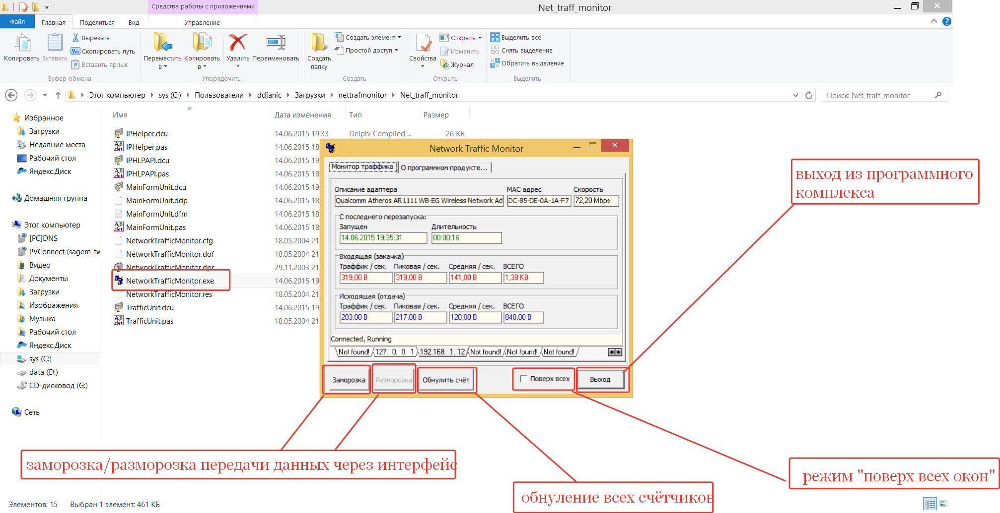 Средства работы с приложениями
Net_traff_monitor
Файл
Главная
Поделиться
Вид
Управление
Копировать
Вставить
Вырезать
Скопировать путь
Вставить ярлык
Буфер обмена
Переместить в
Копировать в
Удалить
Переименовать
Упорядочить
Создать папку
Создать элемент
Простой доступ
Создать
Свойства
Открыть
Изменить
Журнал
Открыть
Выделить все
Снять выделение
Обратить выделение
Выделить
Этот компьютер
sys (C:)
Пользователи
ddjanic
Загрузки
nettrafmonitor
Net_traff_monitor
Поиск: Net_traff_monitor
Избранное
Загрузки
Недавние места
Рабочий стол
Яндекс.Диск
Домашняя группа
Этот компьютер
[PC]DNS
PVConnect (sagem_tw
Видео
Документы
Загрузки
Изображения
Музыка
Рабочий стол
Яндекс.Диск
sys (C:)
data (D:)
CD-дисковод (G:)
Сеть
Имя
Дата изменения
Тип
Размер
IPHelper.dcu 14.06.2015 19:33 Delphi Compiled ... 26 КБ
IPHelper.pas 14.06.2015 18
IPHLPAPI.dcu 14.06.2015 19
IPHLPAPI.pas 14.06.2015 18
MainFormUnit.dcu 14.06.2015 19
MainFormUnit.ddp 14.06.2015 18
MainFormUnit.dfm 14.06.2015 18
MainFormUnit.pas 14.06.2015 18
NetworkTrafficMonitor.cfg 18.05.2004 21
NetworkTrafficMonitor.dof 18.05.2004 21
NetworkTrafficMonitor.dpr 29.11.2003 21
NetworkTrafficMonitor.exe 14.06.2015 19
NetworkTrafficMonitor.res 18.05.2004 21
TrafficUnit.dcu 14.06.2015 19
TrafficUnit.pas 18.05.2004 21
Network Traffic Monitor
Монитор траффика
О программном продукте...
Описание адаптера
MAC адрес
Скорость
Qualcomm Atheros AR1111 WB-EG Wireless Network Ad
DC-85-DE-0A-1A-F7
72,20 Mbps
С последнего перезапуска:
Запущен
Длительность
14.06.2015 19:35:31
00:00:16
Входящая (закачка)
Траффик / сек.
Пиковая / сек.
Средняя / сек.
ВСЕГО
319,00 B
319,00 B
141,00 B
1,38 KB
Исходящая (отдача)
Траффик / сек.
Пиковая / сек.
Средняя / сек.
ВСЕГО
203,00 B
217,00 B
120,00 B
840,00 B
Connected, Running
Not found!
127. 0. 0. 1
192.168. 1. 12
Not found!
Not found!
Not found!
Заморозка
Разморозка
Обнулить счёт
Поверх всех
Выход
выход из программного
комплекса
заморозка/разморозка передачи данных через интерфейс
режим "поверх всех окон"
обнуление всех счётчиков
Элементов: 15
Выбран 1 элемент: 461 КБ